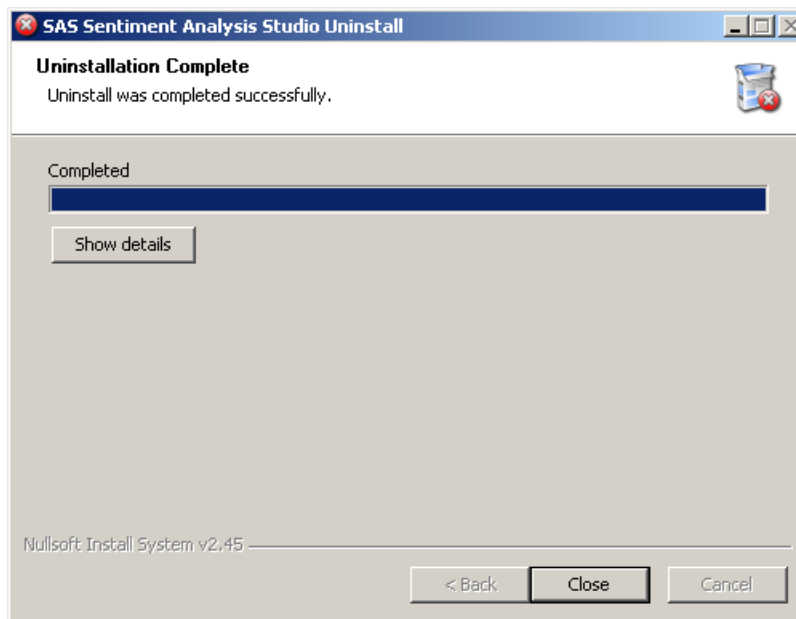 SAS Sentiment Analysis Studio Uninstall
Uninstallation Complete
Uninstall was completed successfully.
Completed
Show details
Nullsoft Install System v2.45
< Back
Close
Cancel